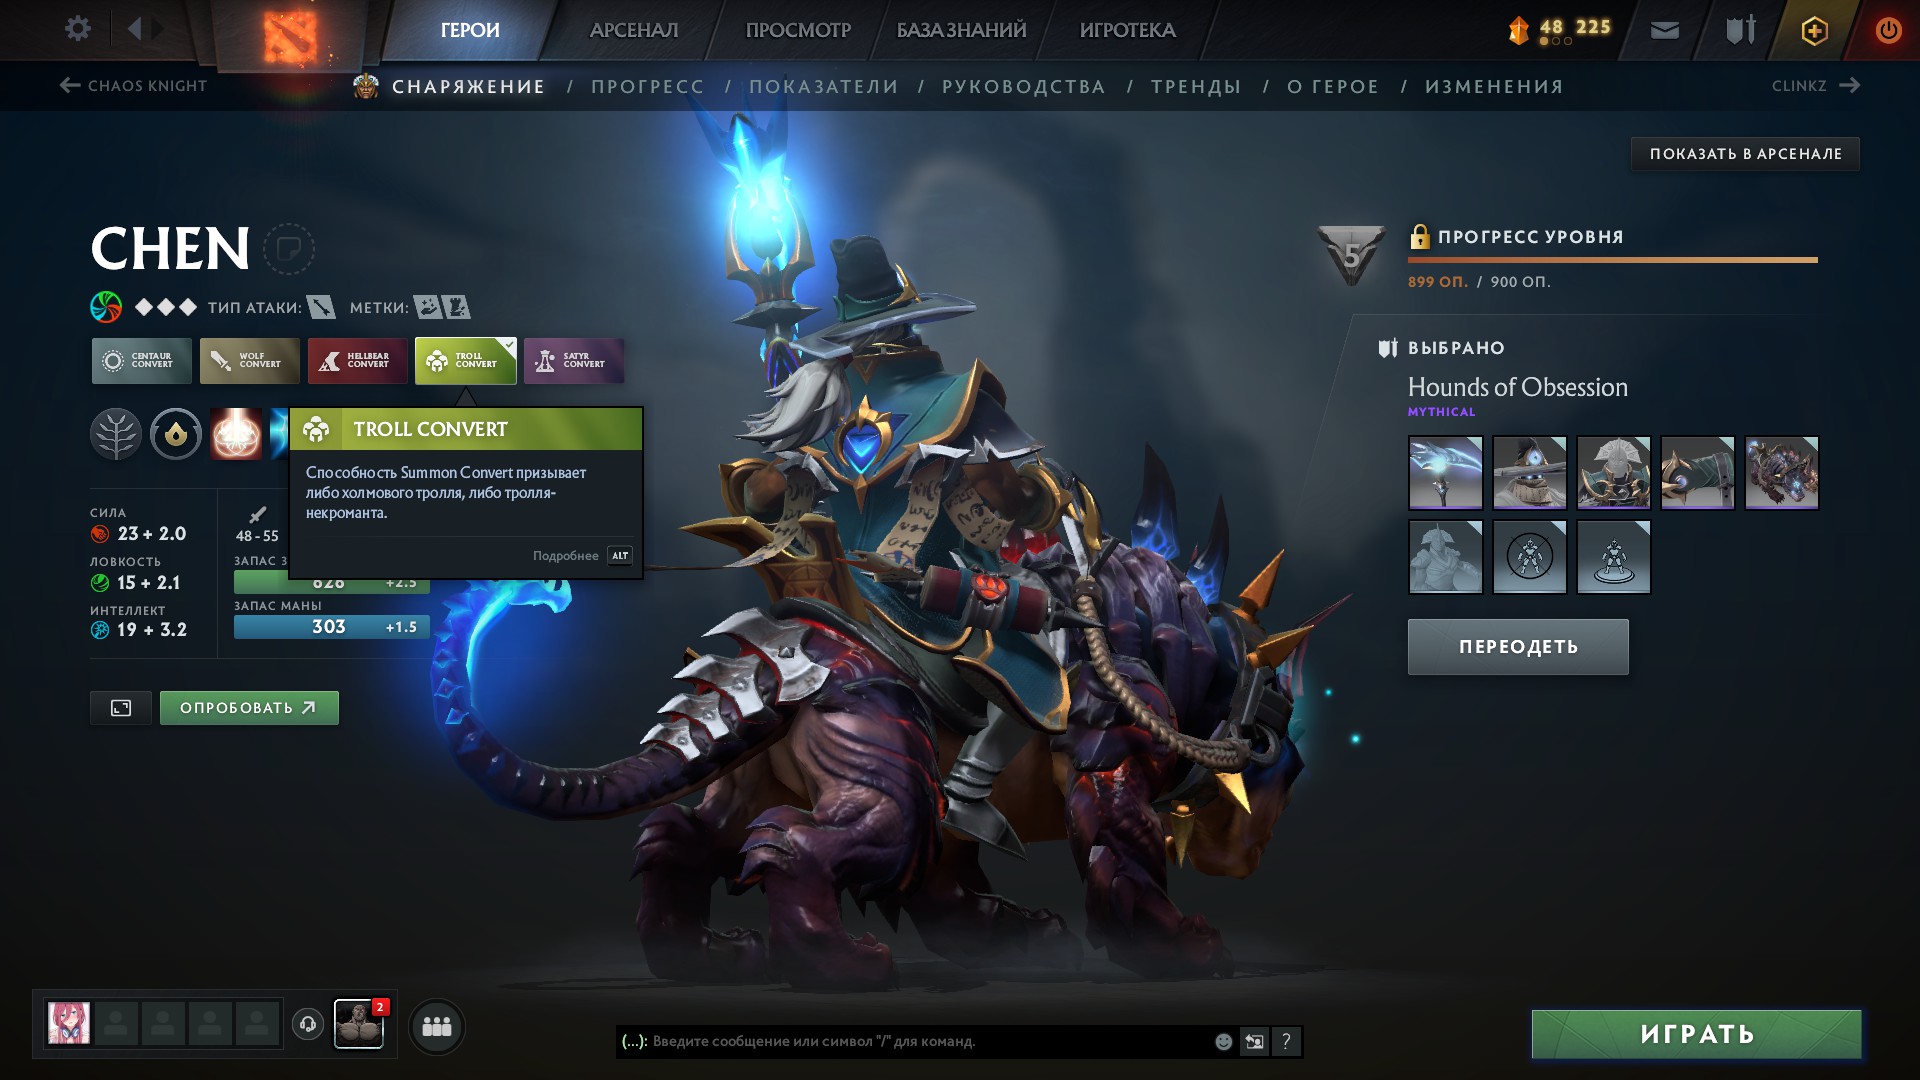 ГЕРОИ
АРСЕНАЛ
ПРОСМОТР
БАЗА ЗНАНИЙ
ИГРОТЕКА
48 225
CHAOS KNIGHT
СНАРЯЖЕНИЕ / ПРОГРЕСС / ПОКАЗАТЕЛИ / РУКОВОДСТВА / ТРЕНДЫ / О ГЕРОЕ / ИЗМЕНЕНИЯ
CLINKZ
ПОКАЗАТЬ В АРСЕНАЛЕ
CHEN
ТИП АТАКИ:
МЕТКИ:
CENTAUR CONVERT
WOLF CONVERT
HELLBEAR CONVERT
TROLL CONVERT
SATYR CONVERT
TROLL CONVERT
Способность Summon Convert призывает
либо холмового тролля, либо тролля-
некроманта.
Подробнее ALT
СИЛА
23 + 2.0
ЛОВКОСТЬ
15 + 2.1
ИНТЕЛЛЕКТ
19 + 3.2
48 - 55
ЗАПАС З
626 +2.5
ЗАПАС МАНЫ
303 +1.5
ОПРОБОВАТЬ
5
ПРОГРЕСС УРОВНЯ
899 ОП. / 900 ОП.
ВЫБРАНО
Hounds of Obsession
MYTHICAL
ПЕРЕОДЕТЬ
2
(...): Введите сообщение или символ "/" для команд.
?
ИГРАТЬ